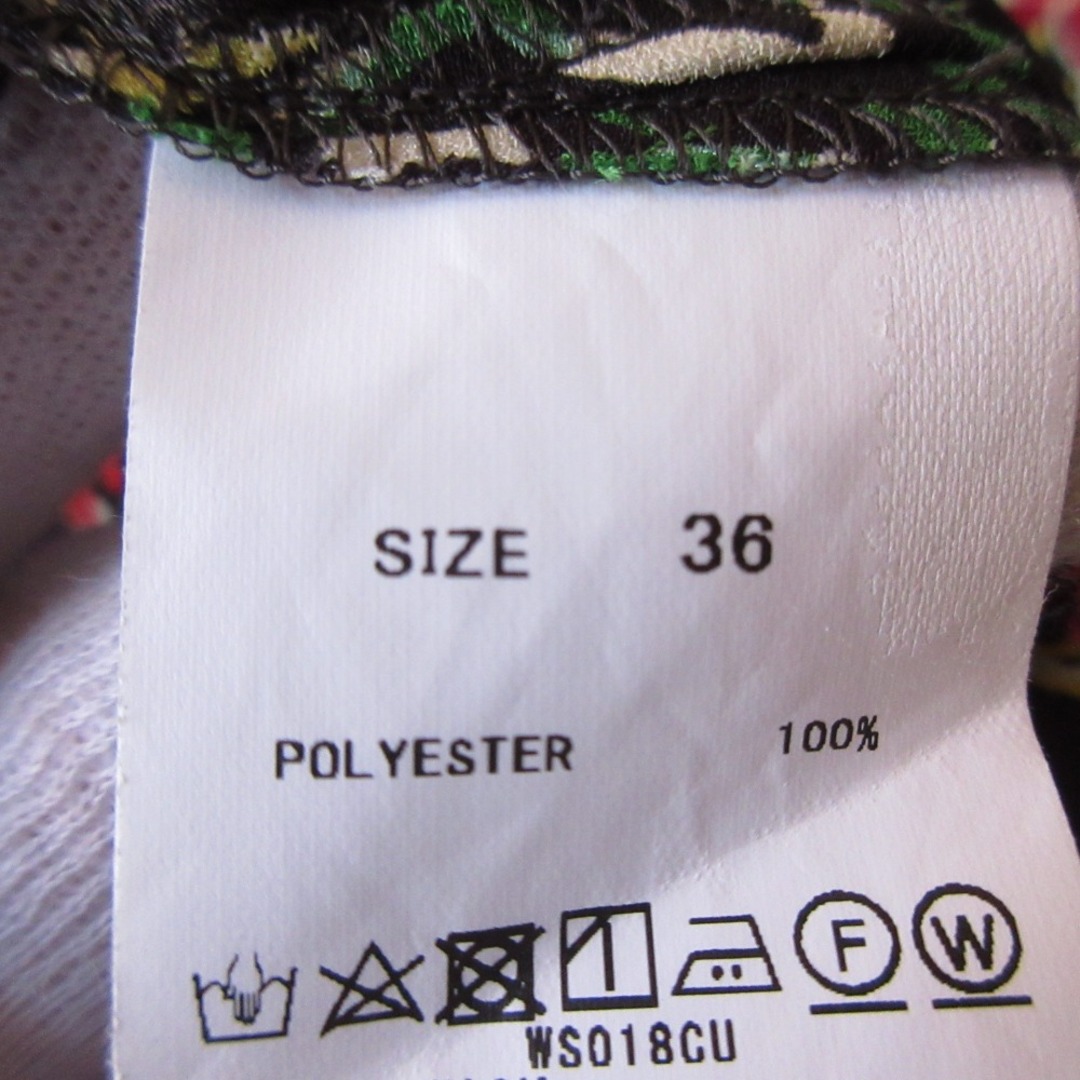 SIZE 36
POLYESTER 100%
F W
WS018CU